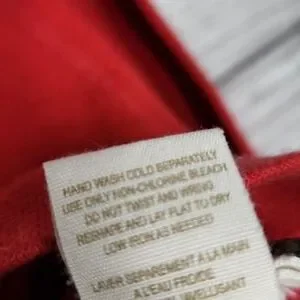 HAND WASH COLD SEPARATELY
USE ONLY NON-CHLORINE BLEACH
DO NOT TWIST AND WRING
RESHAPE AND LAY FLAT TO DRY
LOW IRON AS NEEDED
LAVER SEPAREMENT A LA MAIN
A L'EAU FROIDE